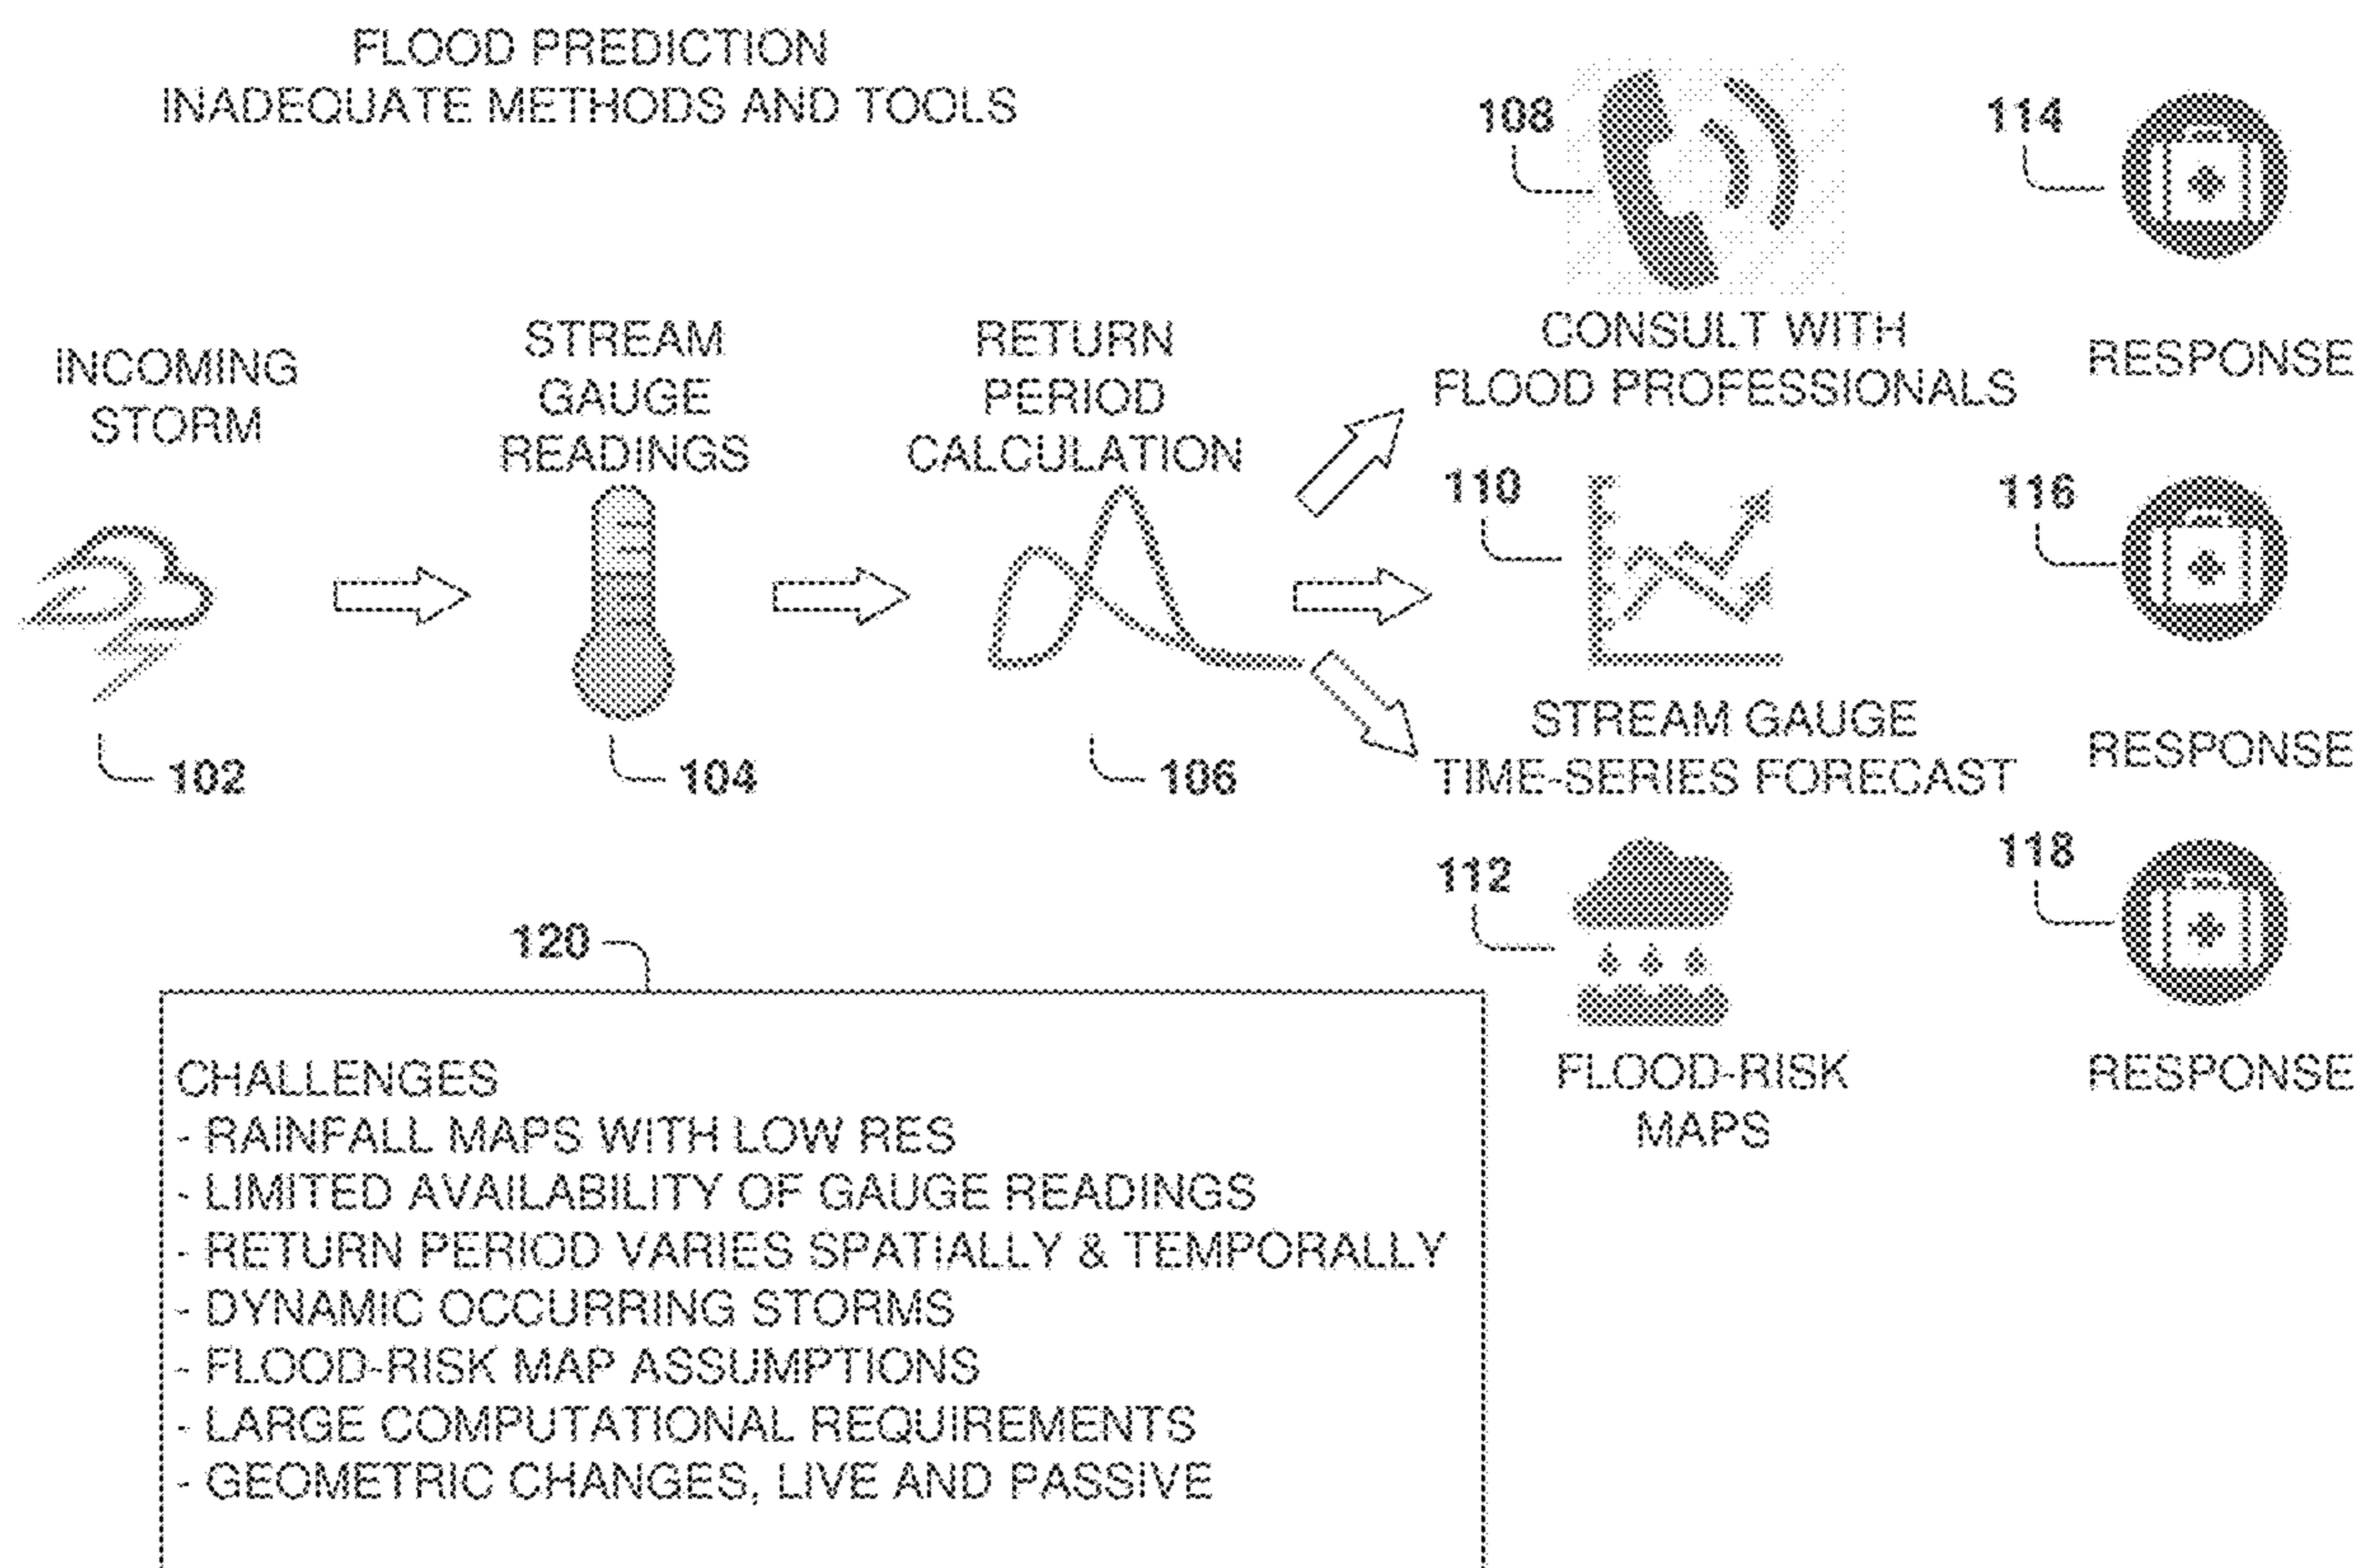 FLOOD PREDICTION
INADEQUATE METHODS AND TOOLS
INCOMING
STORM
102
STREAM
GAUGE
READINGS
104
RETURN
PERIOD
CALCULATION
106
108
CONSULT WITH
FLOOD PROFESSIONALS
114
RESPONSE
110
STREAM GAUGE
TIME-SERIES FORECAST
116
RESPONSE
112
FLOOD-RISK
MAPS
118
RESPONSE
120
CHALLENGES
- RAINFALL MAPS WITH LOW RES
- LIMITED AVAILABILITY OF GAUGE READINGS
- RETURN PERIOD VARIES SPATIALLY & TEMPORALLY
- DYNAMIC OCCURRING STORMS
- FLOOD-RISK MAP ASSUMPTIONS
- LARGE COMPUTATIONAL REQUIREMENTS
- GEOMETRIC CHANGES, LIVE AND PASSIVE